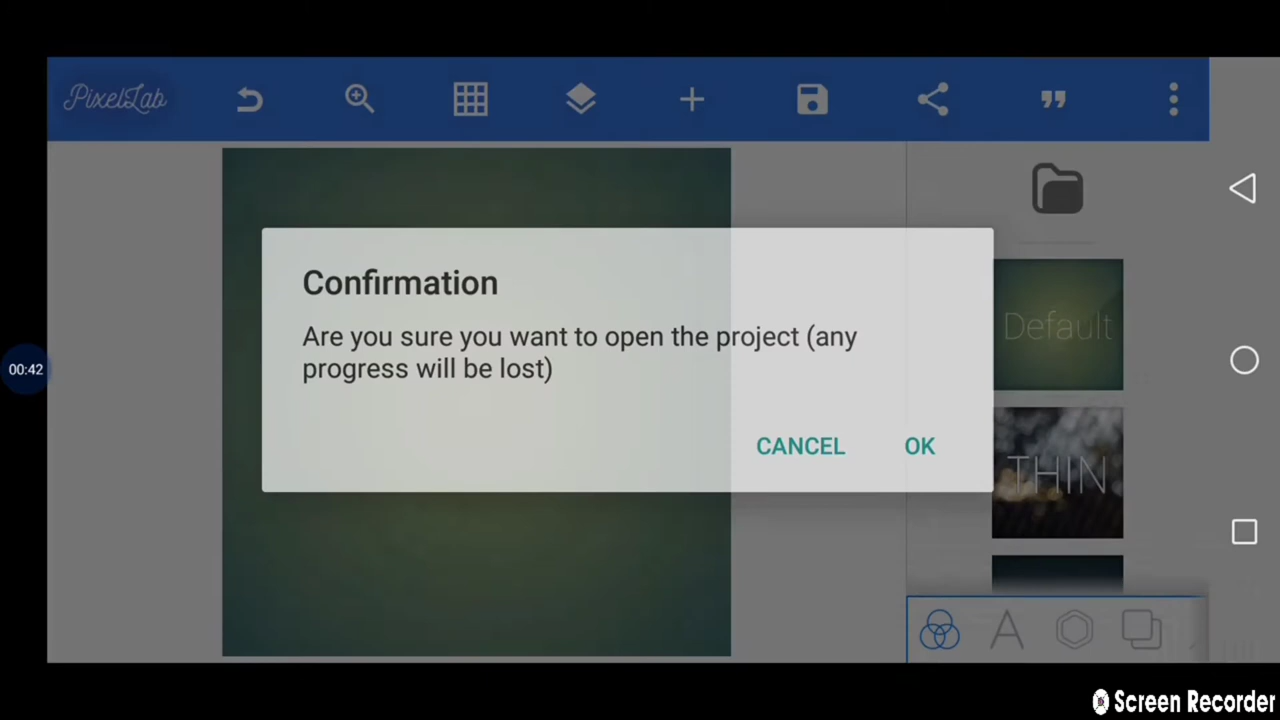 PixelLab
Confirmation
Are you sure you want to open the project (any
progress will be lost)
CANCEL OK
Default
THIN
00:42
Screen Recorder